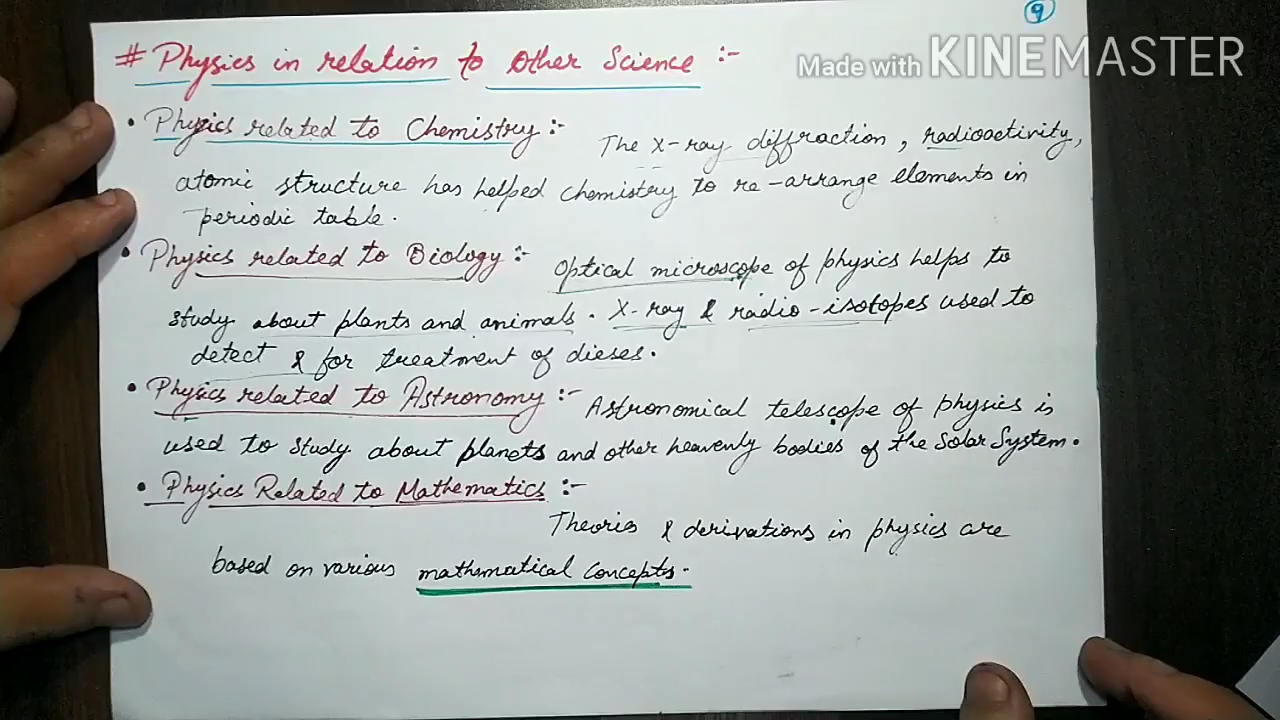 9
Made with KINEMASTER
# Physics in relation to Other Science :-
• Physics related to Chemistry :- The X-ray diffraction, radioactivity,
atomic structure has helped chemistry to re-arrange elements in
periodic table.
• Physics related to Biology :- Optical microscope of physics helps to
study about plants and animals. X-ray & radio-isotopes used to
detect & for treatment of dieses.
• Physics related to Astronomy :- Astronomical telescope of physics is
used to study about planets and other heavenly bodies of the Solar System.
• Physics Related to Mathematics :-
Theories & derivations in physics are
based on various mathematical concepts.